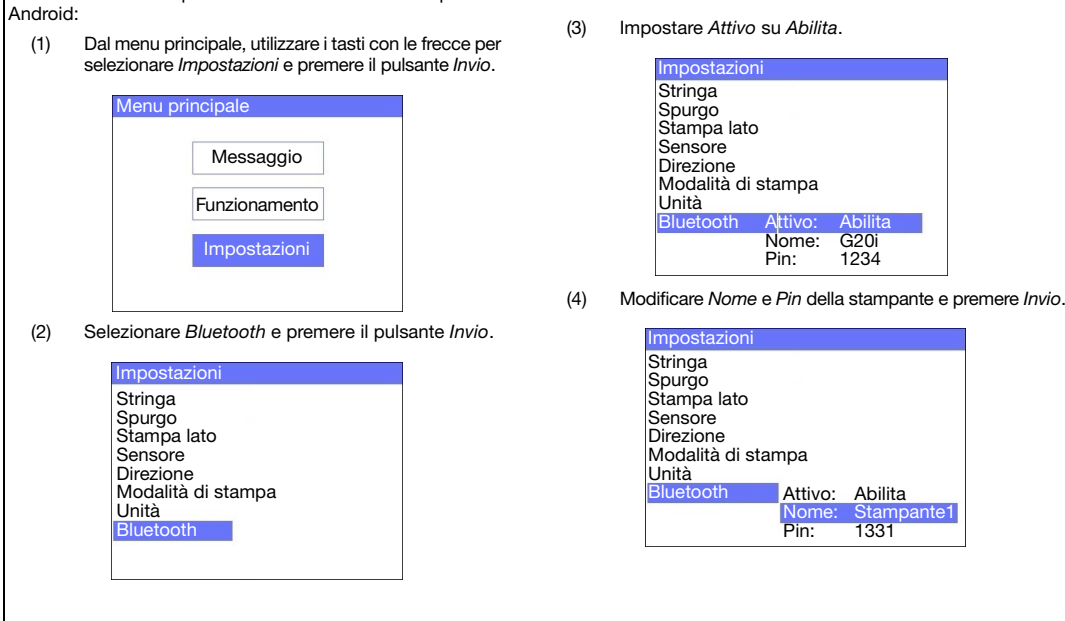 Android:
(1) Dal menu principale, utilizzare i tasti con le frecce per
selezionare Impostazioni e premere il pulsante Invio.
Menu principale
Messaggio
Funzionamento
Impostazioni
(2) Selezionare Bluetooth e premere il pulsante Invio.
Impostazioni
Stringa
Spurgo
Stampa lato
Sensore
Direzione
Modalità di stampa
Unità
Bluetooth
(3) Impostare Attivo su Abilita.
Impostazioni
Stringa
Spurgo
Stampa lato
Sensore
Direzione
Modalità di stampa
Unità
Bluetooth Attivo: Abilita
Nome: G20i
Pin: 1234
(4) Modificare Nome e Pin della stampante e premere Invio.
Impostazioni
Stringa
Spurgo
Stampa lato
Sensore
Direzione
Modalità di stampa
Unità
Bluetooth Attivo: Abilita
Nome: Stampante1
Pin: 1331